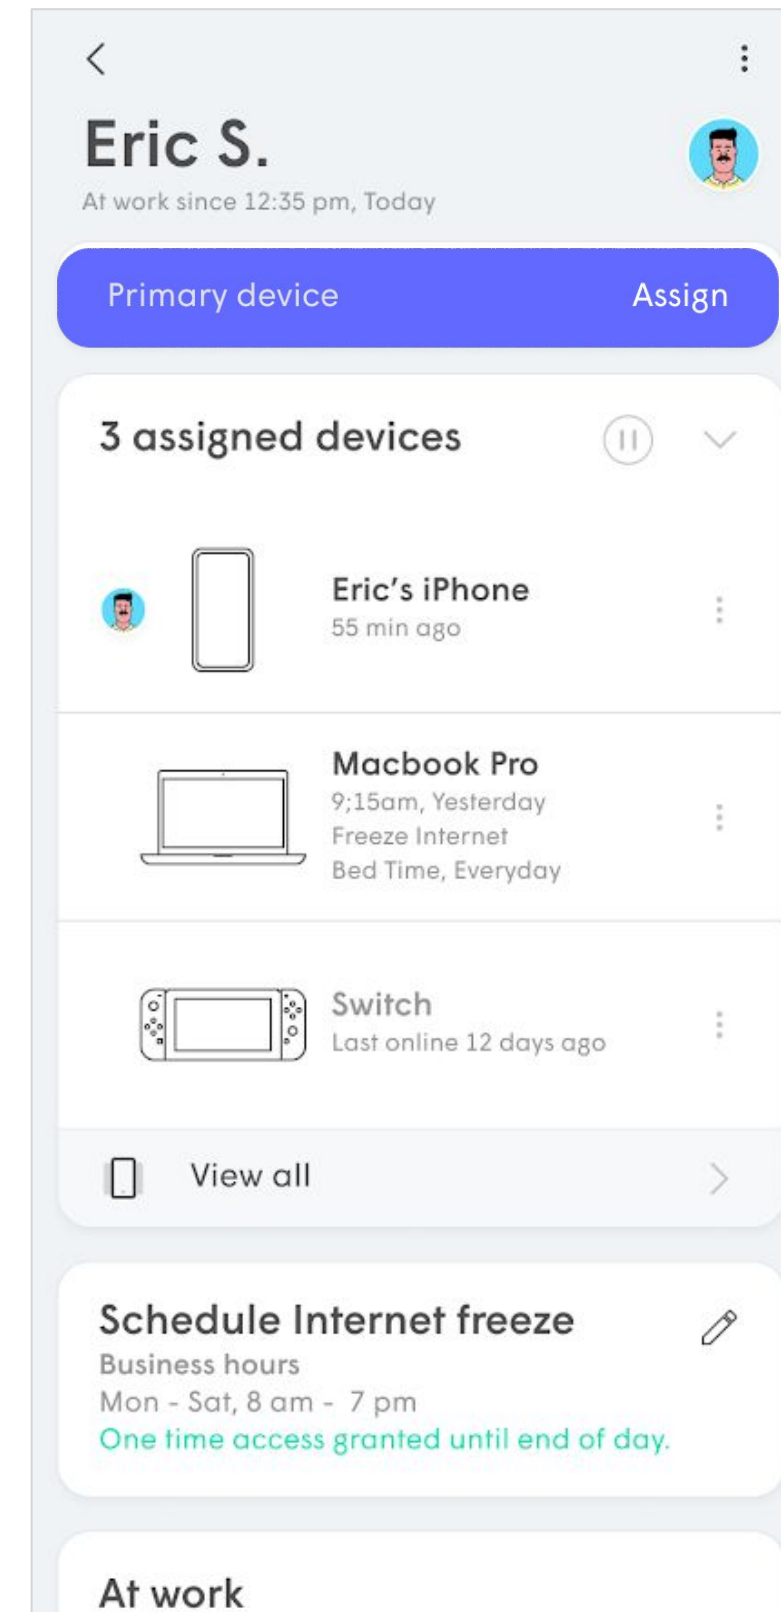 Eric S.
At work since 12:35 pm, Today
Primary device Assign
3 assigned devices
Eric's iPhone
55 min ago
Macbook Pro
9;15am, Yesterday
Freeze Internet
Bed Time, Everyday
Switch
Last online 12 days ago
View all
Schedule Internet freeze
Business hours
Mon - Sat, 8 am - 7 pm
One time access granted until end of day.
At work